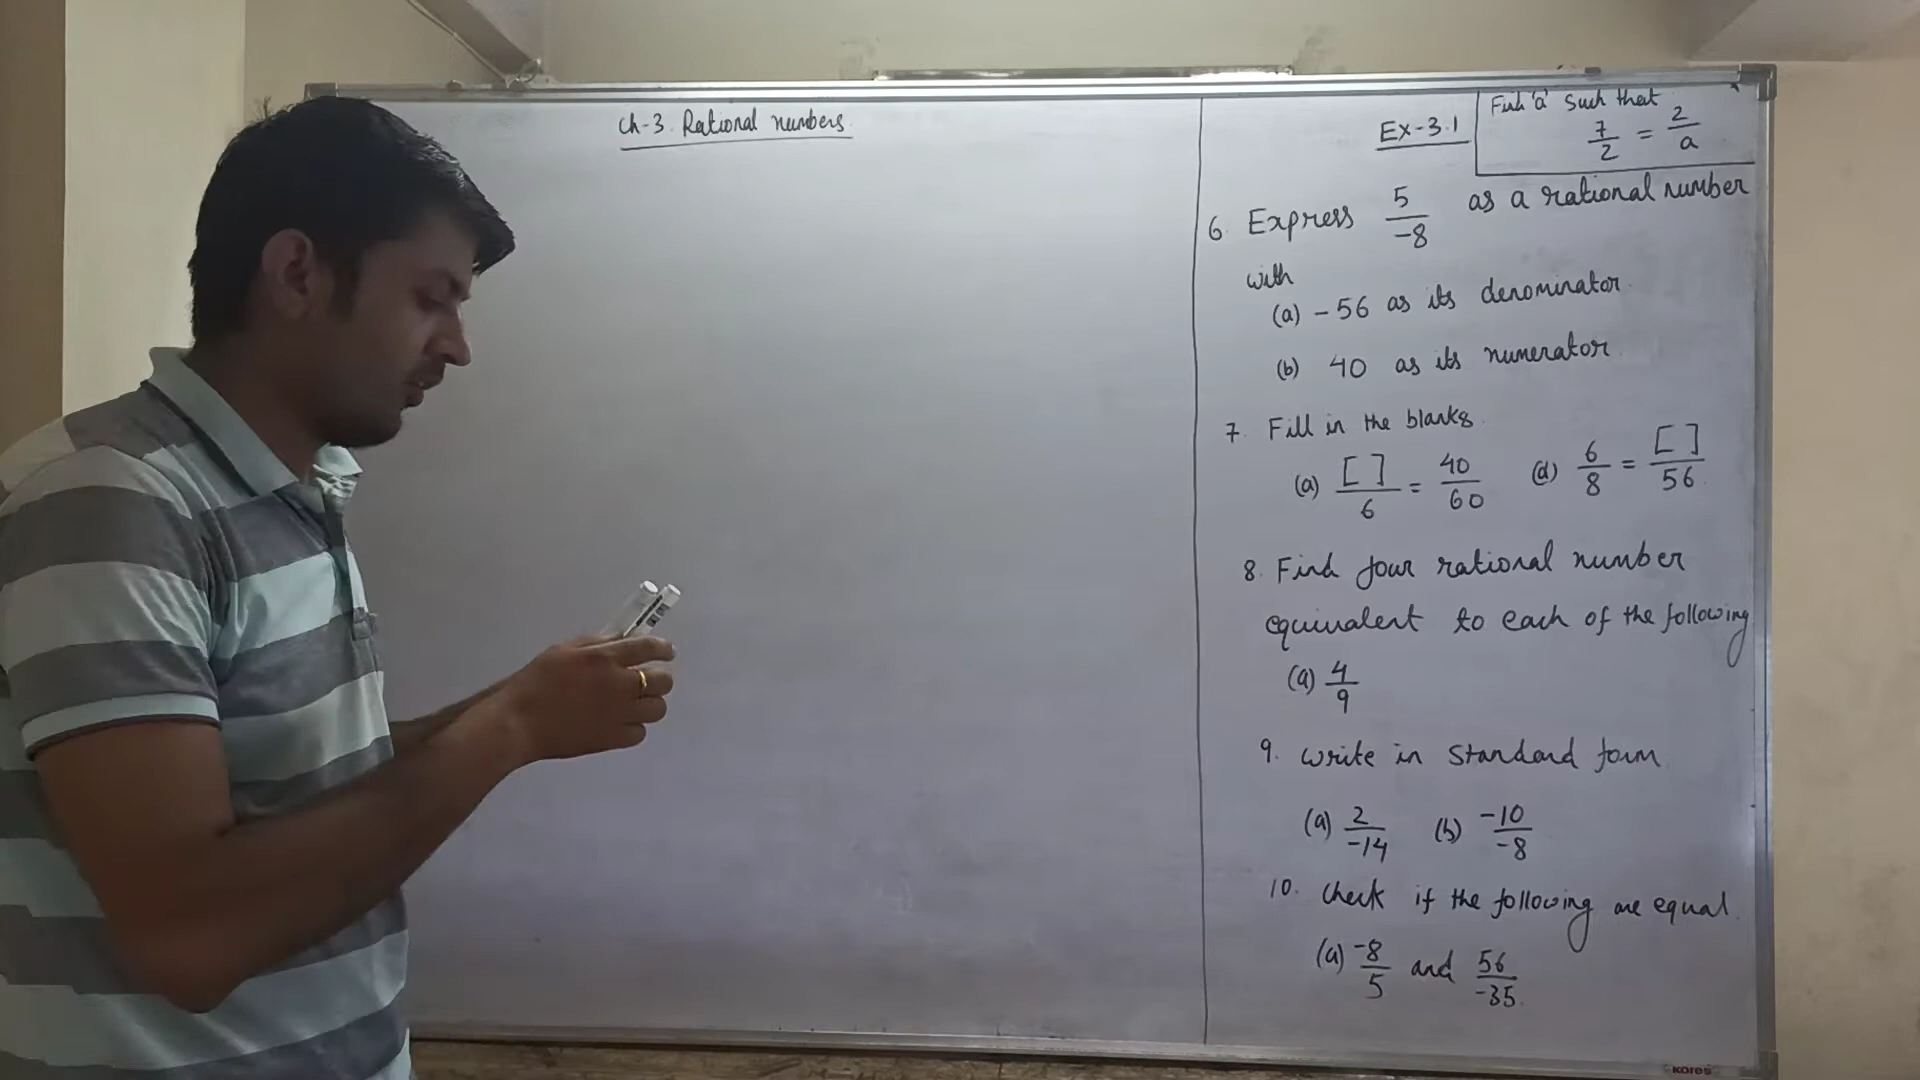 Ch-3. Rational numbers
Ex-3.1
Find 'a' Such that
7/2 = 2/a
6. Express 5/-8 as a rational number
with
(a) -56 as its denominator.
(b) 40 as its numerator
7. Fill in the blanks.
(a) [ ]/6 = 40/60 (d) 6/8 = [ ]/56
8. Find four rational number
equivalent to each of the following
(a) 4/9
9. write in Standard form
(a) 2/-14 (b) -10/-8
10. check if the following are equal.
(a) -8/5 and 56/-35.
kores